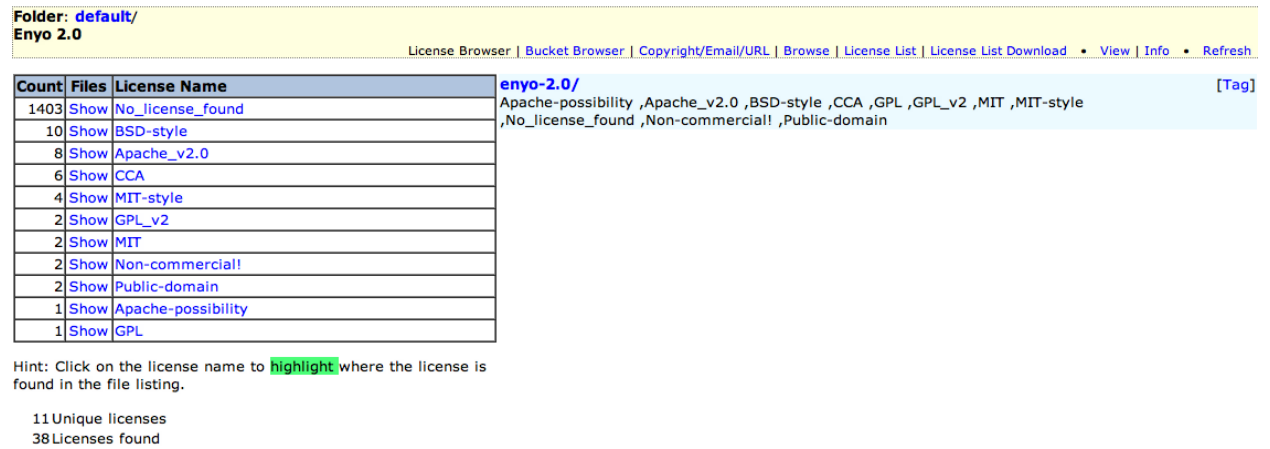 Folder: default/
Enyo 2.0
License Browser | Bucket Browser | Copyright/Email/URL | Browse | License List | License List Download • View | Info • Refresh
Count Files License Name
1403 Show No_license_found
10 Show BSD-style
8 Show Apache_v2.0
6 Show CCA
4 Show MIT-style
2 Show GPL_v2
2 Show MIT
2 Show Non-commercial!
2 Show Public-domain
1 Show Apache-possibility
1 Show GPL
Hint: Click on the license name to highlight where the license is
found in the file listing.
11 Unique licenses
38 Licenses found
enyo-2.0/ [Tag]
Apache-possibility ,Apache_v2.0 ,BSD-style ,CCA ,GPL ,GPL_v2 ,MIT ,MIT-style
,No_license_found ,Non-commercial! ,Public-domain